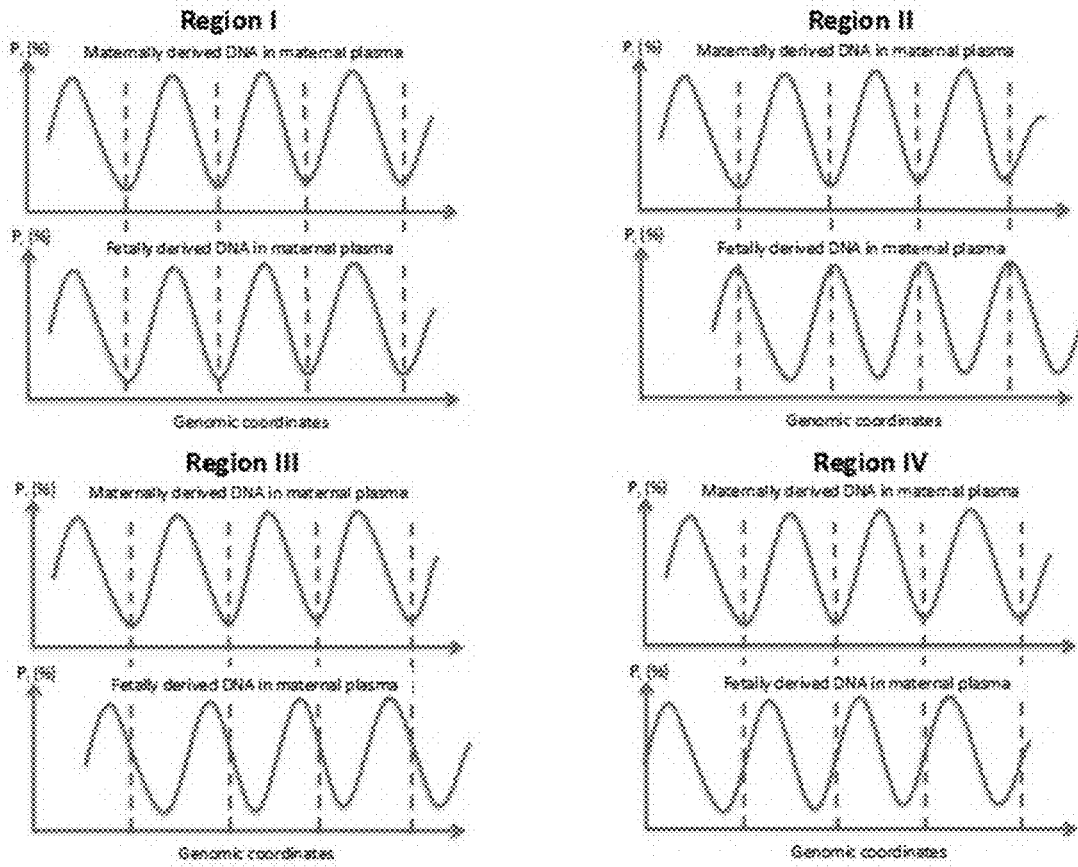 Region I
P. [%]
Maternally derived DNA in maternal plasma
P. [%]
Fetally derived DNA in maternal plasma
Genomic coordinates
Region II
P. [%]
Maternally derived DNA in maternal plasma
P. [%]
Fetally derived DNA in maternal plasma
Genomic coordinates
Region III
P. [%]
Maternally derived DNA in maternal plasma
P. [%]
Fetally derived DNA in maternal plasma
Genomic coordinates
Region IV
P. [%]
Maternally derived DNA in maternal plasma
P. [%]
Fetally derived DNA in maternal plasma
Genomic coordinates